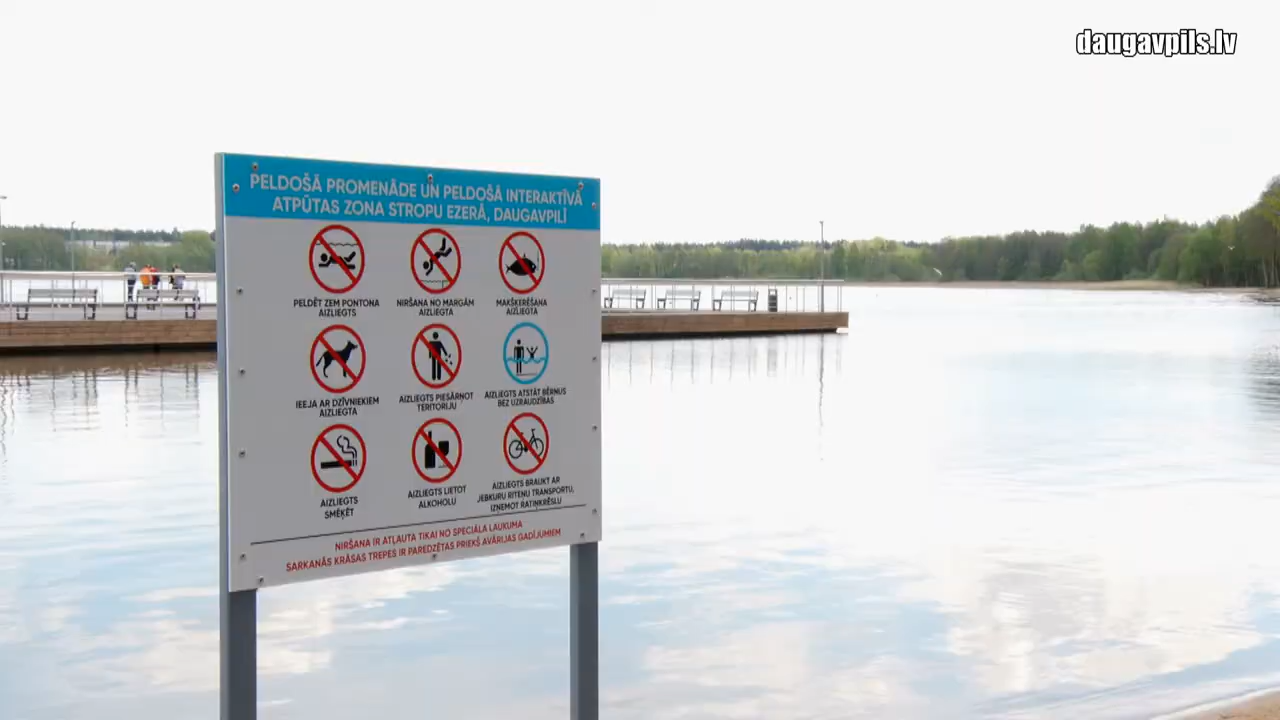 daugavpils.lv
PELDOŠĀ PROMENĀDE UN PELDOŠĀ INTERAKTĪVĀ
ATPŪTAS ZONA STROPU EZERĀ, DAUGAVPILĪ
PELDĒT ZEM PONTONA
AIZLIEGTS
NIRŠANA NO MARGĀM
AIZLIEGTA
MAKŠĶERĒŠANA
AIZLIEGTA
IEEJA AR DZĪVNIEKIEM
AIZLIEGTA
AIZLIEGTS PIESĀRŅOT
TERITORIJU
AIZLIEGTS ATSTĀT BĒRNUS
BEZ UZRAUDZĪBAS
AIZLIEGTS
SMĒĶĒT
AIZLIEGTS LIETOT
ALKOHOLU
AIZLIEGTS BRAUKT AR
JEBKURU RITEŅU TRANSPORTU,
IZŅEMOT RATIŅKRĒSLU
NIRŠANA IR ATĻAUTA TIKAI NO SPECIĀLA LAUKUMA
SARKANĀS KRĀSAS TREPES IR PAREDZĒTAS PRIEKŠ AVĀRIJAS GADĪJUMIEM